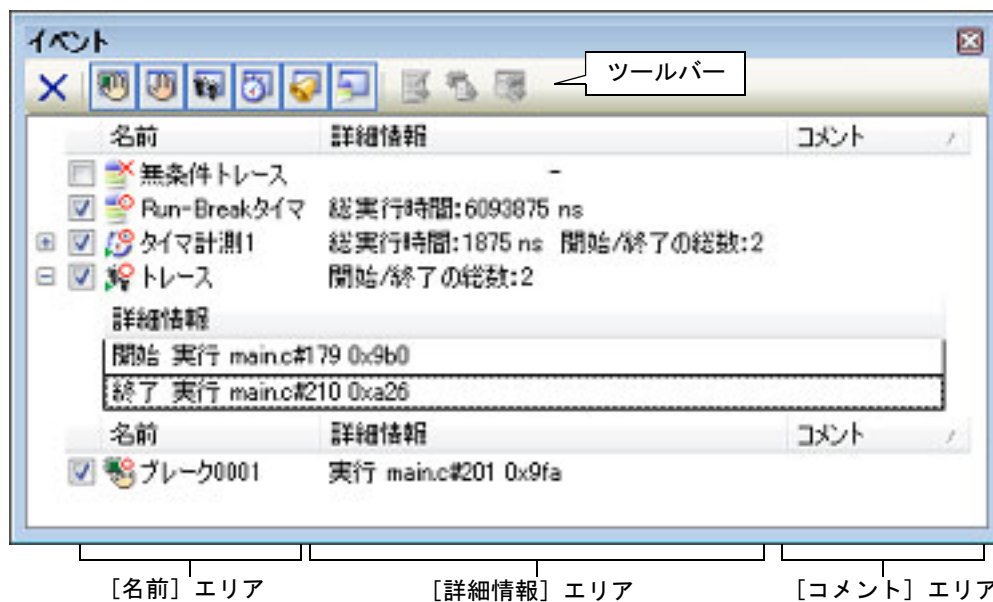 イベント
ツールバー
名前 詳細情報 コメント
無条件トレース -
Run-Breakタイマ 総実行時間:6093875 ns
タイマ計測1 総実行時間:1875 ns 開始/終了の総数:2
トレース 開始/終了の総数:2
詳細情報
開始 実行 main.c#179 0x9b0
終了 実行 main.c#210 0xa26
名前 詳細情報 コメント
ブレーク0001 実行 main.c#201 0x9fa
［名前］エリア ［詳細情報］エリア ［コメント］エリア